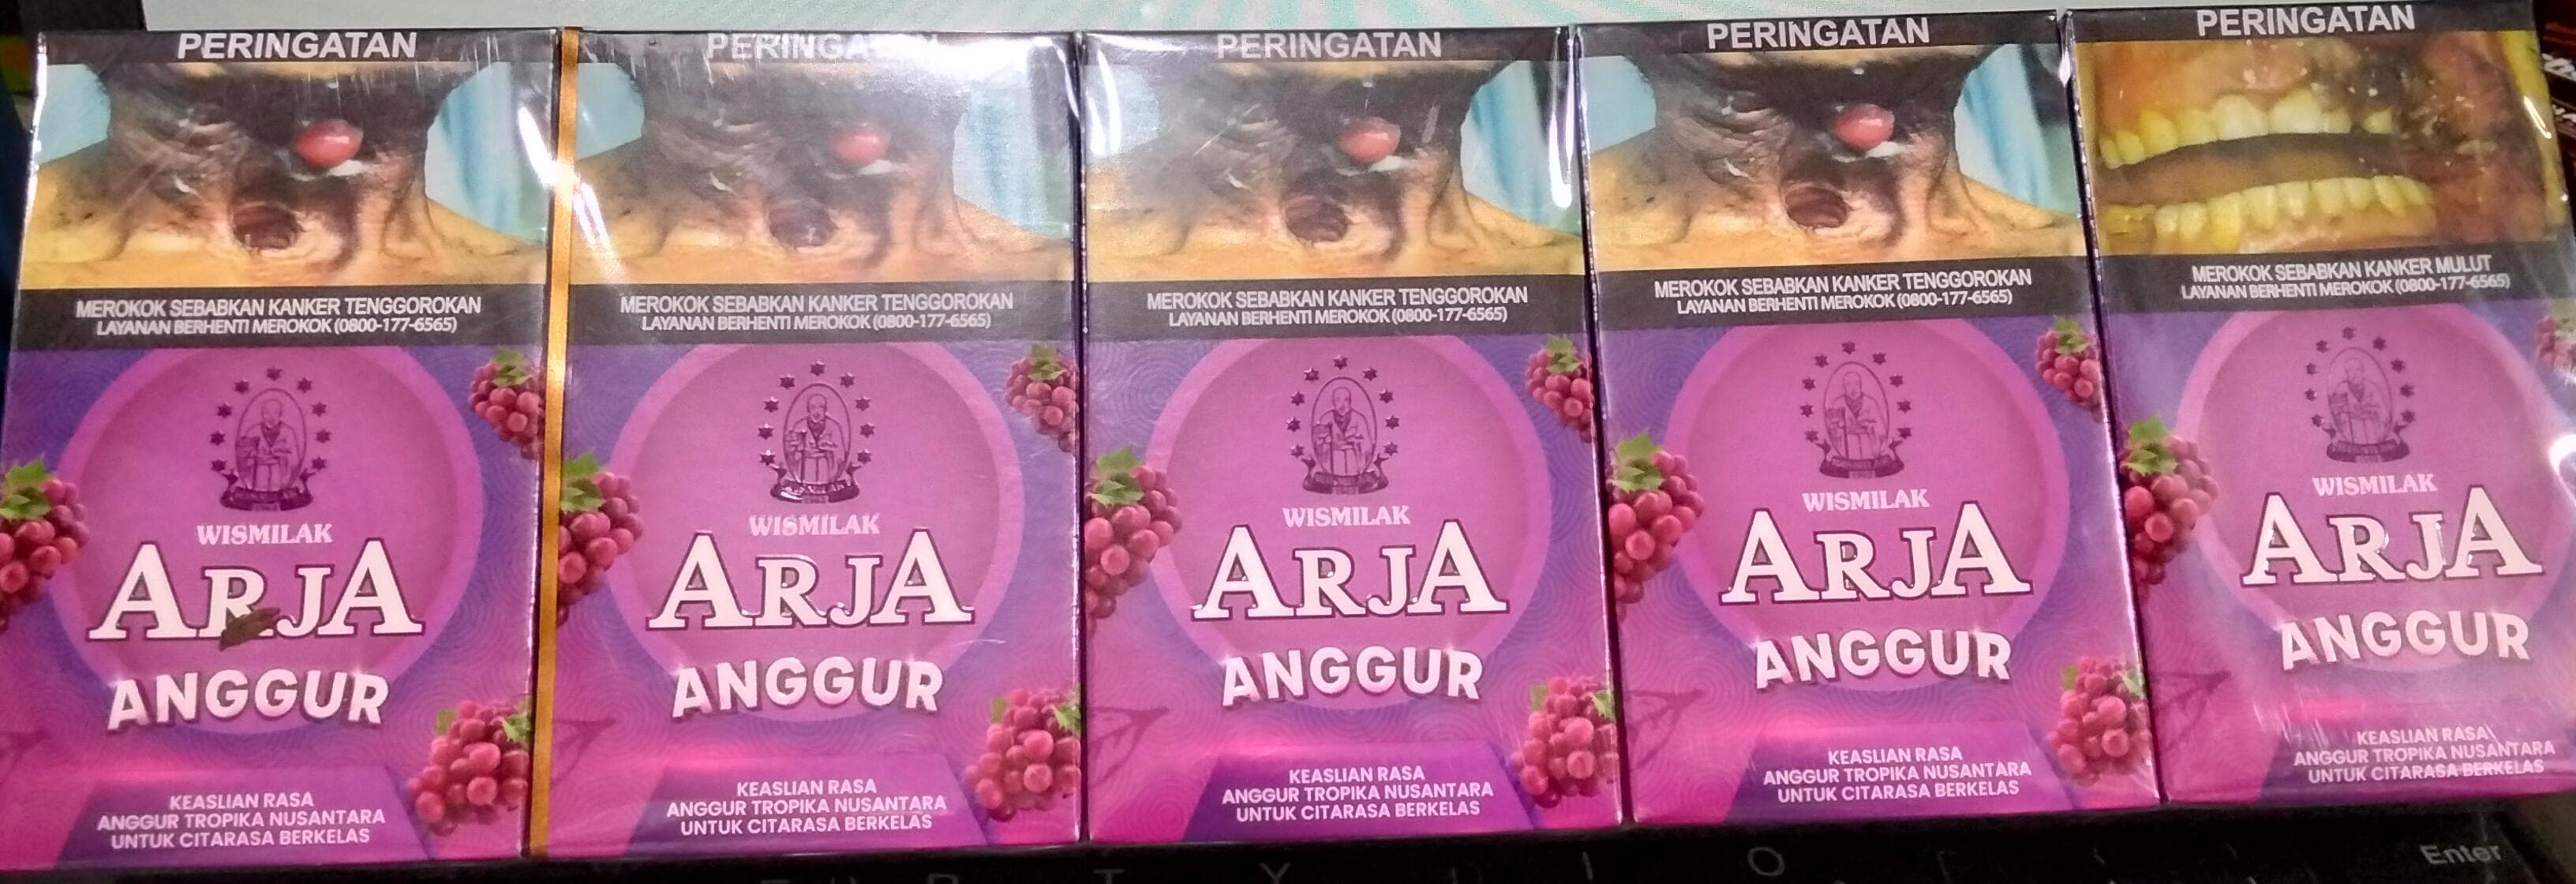 PERINGATAN
MEROKOK SEBABKAN KANKER TENGGOROKAN
LAYANAN BERHENTI MEROKOK (0800-177-6565)
WISMILAK
ARJA
ANGGUR
KEASLIAN RASA
ANGGUR TROPIKA NUSANTARA
UNTUK CITARASA BERKELAS
PERINGATAN
MEROKOK SEBABKAN KANKER TENGGOROKAN
LAYANAN BERHENTI MEROKOK (0800-177-6565)
WISMILAK
ARJA
ANGGUR
KEASLIAN RASA
ANGGUR TROPIKA NUSANTARA
UNTUK CITARASA BERKELAS
PERINGATAN
MEROKOK SEBABKAN KANKER TENGGOROKAN
LAYANAN BERHENTI MEROKOK (0800-177-6565)
WISMILAK
ARJA
ANGGUR
KEASLIAN RASA
ANGGUR TROPIKA NUSANTARA
UNTUK CITARASA BERKELAS
PERINGATAN
MEROKOK SEBABKAN KANKER TENGGOROKAN
LAYANAN BERHENTI MEROKOK (0800-177-6565)
WISMILAK
ARJA
ANGGUR
KEASLIAN RASA
ANGGUR TROPIKA NUSANTARA
UNTUK CITARASA BERKELAS
PERINGATAN
MEROKOK SEBABKAN KANKER MULUT
LAYANAN BERHENTI MEROKOK (0800-177-6565)
WISMILAK
ARJA
ANGGUR
KEASLIAN RASA
ANGGUR TROPIKA NUSANTARA
UNTUK CITARASA BERKELAS
Enter